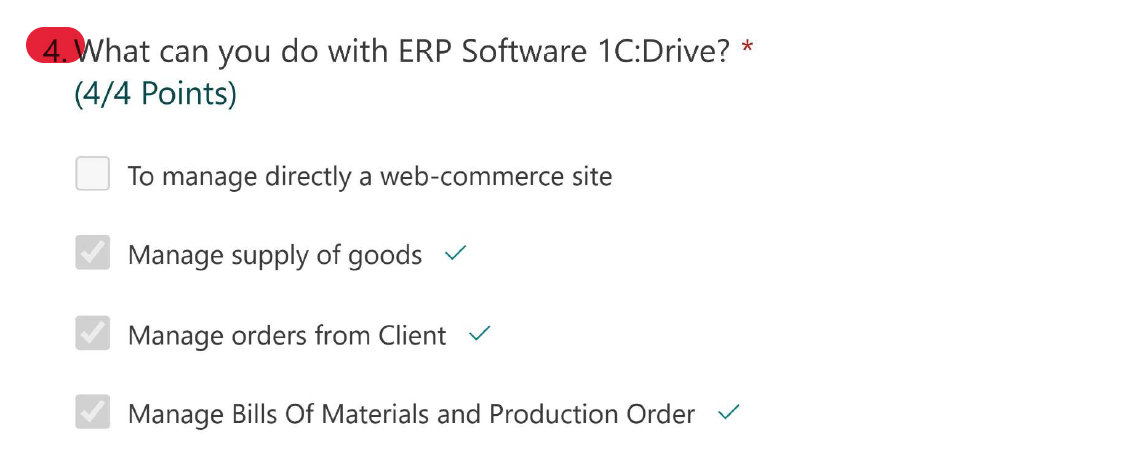 4. What can you do with ERP Software 1C:Drive? *
(4/4 Points)
To manage directly a web-commerce site
Manage supply of goods
Manage orders from Client
Manage Bills Of Materials and Production Order